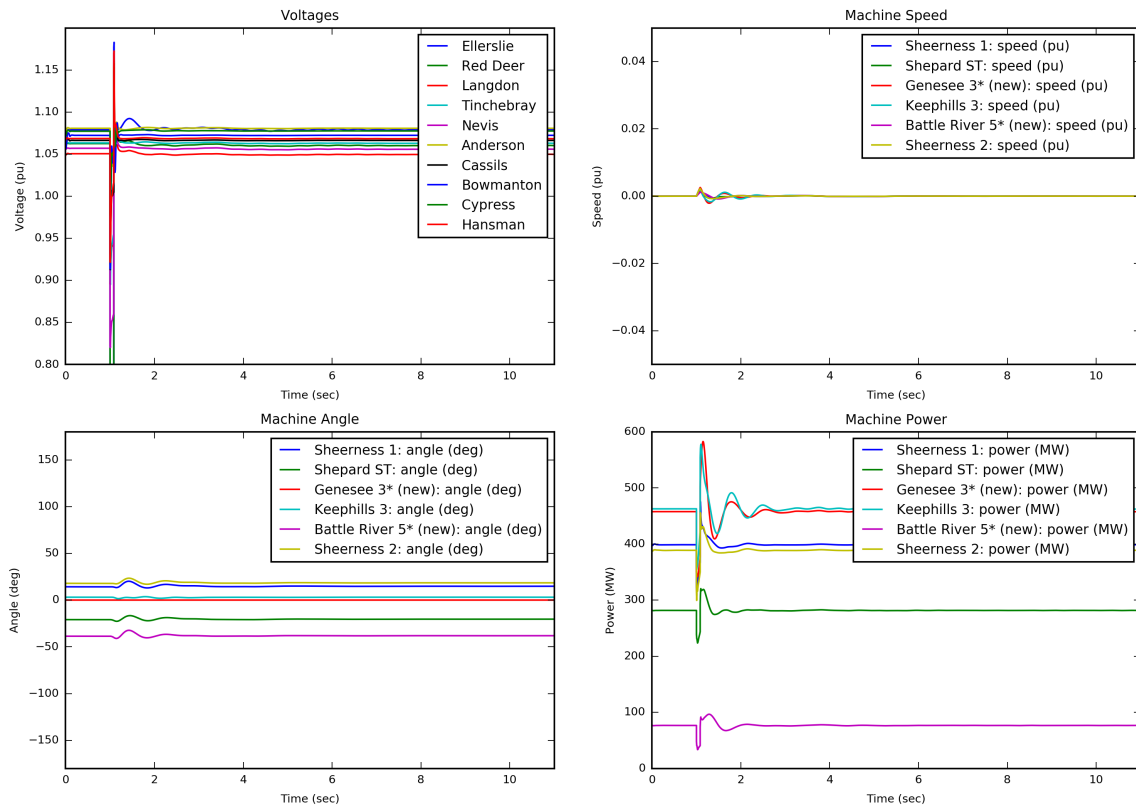 Voltages
1.15
1.10
1.05
1.00
0.95
0.90
0.85
0.80
Voltage (pu)
0
2
4
6
8
10
Time (sec)
Ellerslie
Red Deer
Langdon
Tinchebray
Nevis
Anderson
Cassils
Bowmanton
Cypress
Hansman
Machine Speed
0.04
0.02
0.00
−0.02
−0.04
Speed (pu)
0
2
4
6
8
10
Time (sec)
Sheerness 1: speed (pu)
Shepard ST: speed (pu)
Genesee 3* (new): speed (pu)
Keephills 3: speed (pu)
Battle River 5* (new): speed (pu)
Sheerness 2: speed (pu)
Machine Angle
150
100
50
0
−50
−100
−150
Angle (deg)
0
2
4
6
8
10
Time (sec)
Sheerness 1: angle (deg)
Shepard ST: angle (deg)
Genesee 3* (new): angle (deg)
Keephills 3: angle (deg)
Battle River 5* (new): angle (deg)
Sheerness 2: angle (deg)
Machine Power
600
500
400
300
200
100
0
Power (MW)
0
2
4
6
8
10
Time (sec)
Sheerness 1: power (MW)
Shepard ST: power (MW)
Genesee 3* (new): power (MW)
Keephills 3: power (MW)
Battle River 5* (new): power (MW)
Sheerness 2: power (MW)